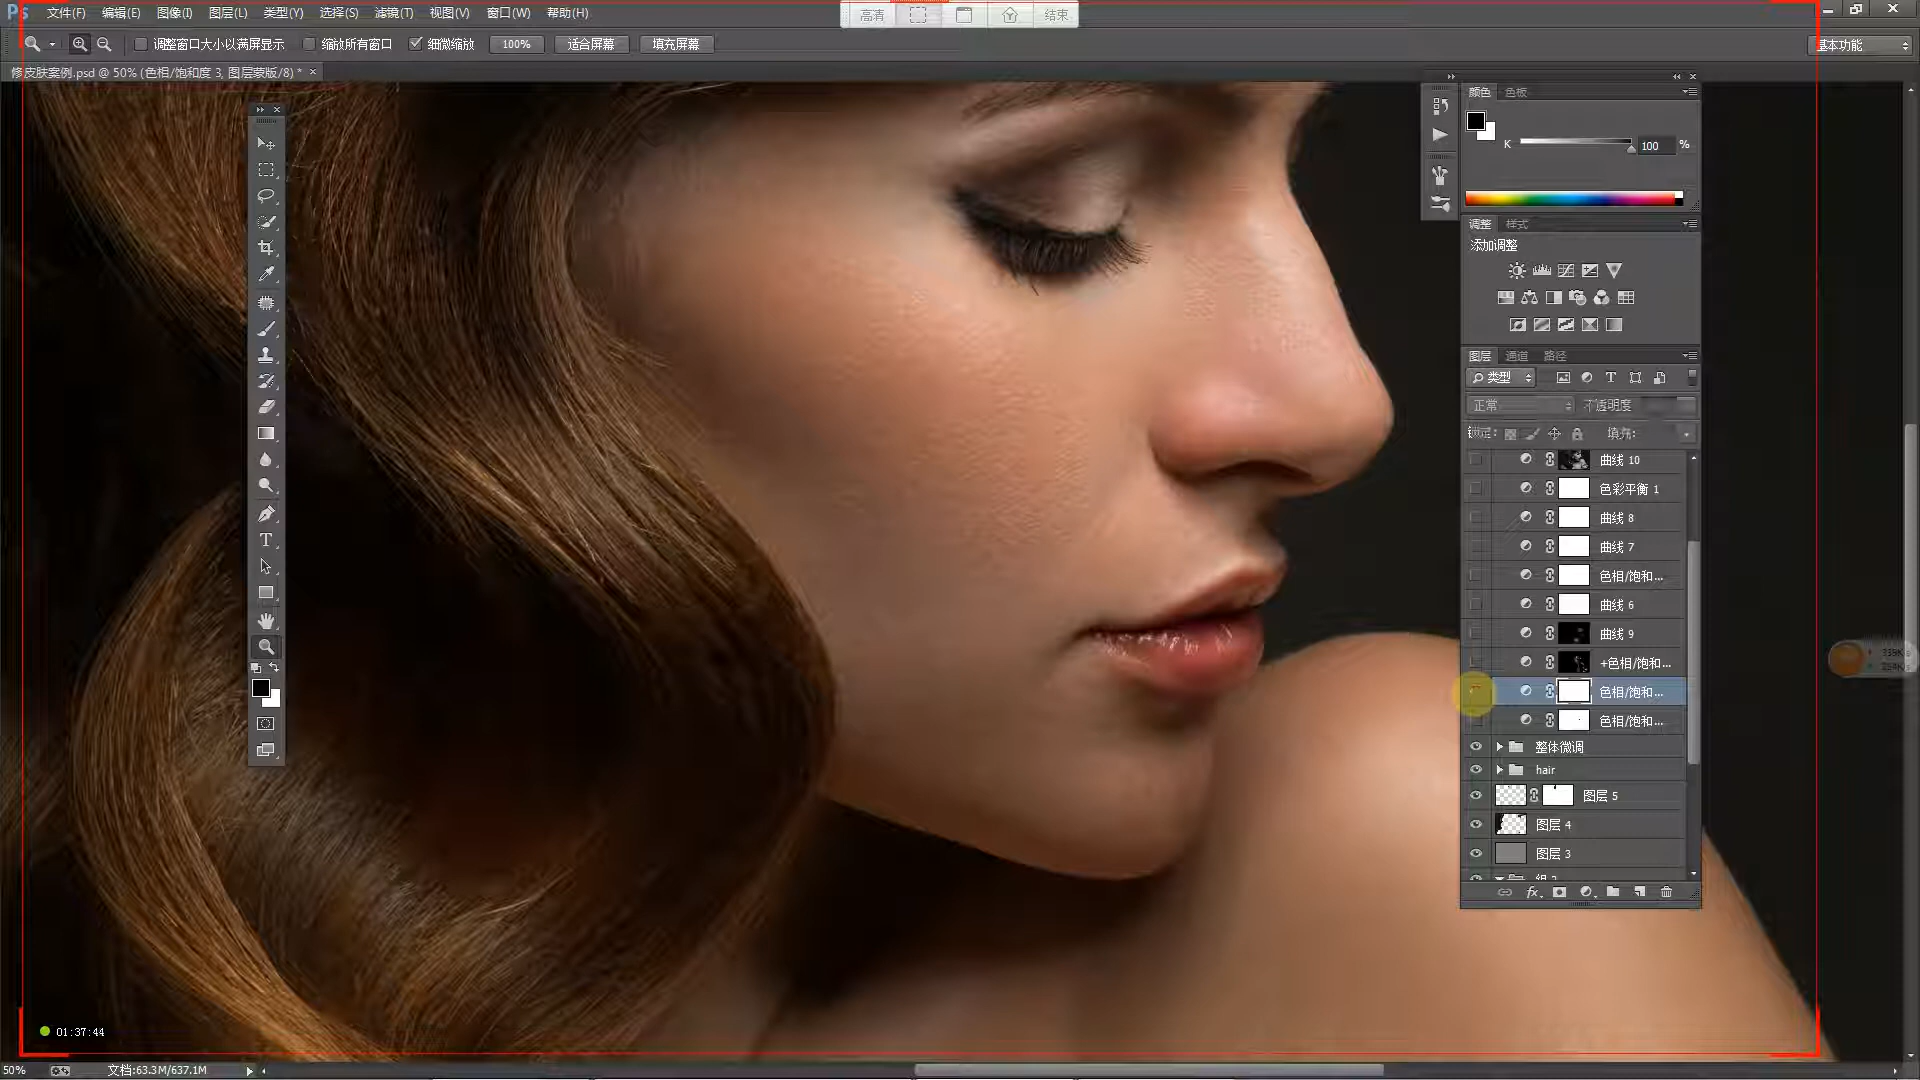 Ps 文件(F) 编辑(E) 图像(I) 图层(L) 类型(Y) 选择(S) 滤镜(T) 视图(V) 窗口(W) 帮助(H)
高清 结束
调整窗口大小以满屏显示 缩放所有窗口 细微缩放 100% 适合屏幕 填充屏幕 基本功能
修皮肤案例.psd @ 50% (色相/饱和度 3, 图层蒙版/8) * ×
颜色 色板
K 100 %
调整 样式
添加调整
图层 通道 路径
类型
正常 不透明度
锁定: 填充:
曲线 10
色彩平衡 1
曲线 8
曲线 7
色相/饱和...
曲线 6
曲线 9
+色相/饱和...
色相/饱和...
色相/饱和...
整体微调
hair
图层 5
图层 4
图层 3
fx
01:37:44
50% 文档:63.3M/637.1M